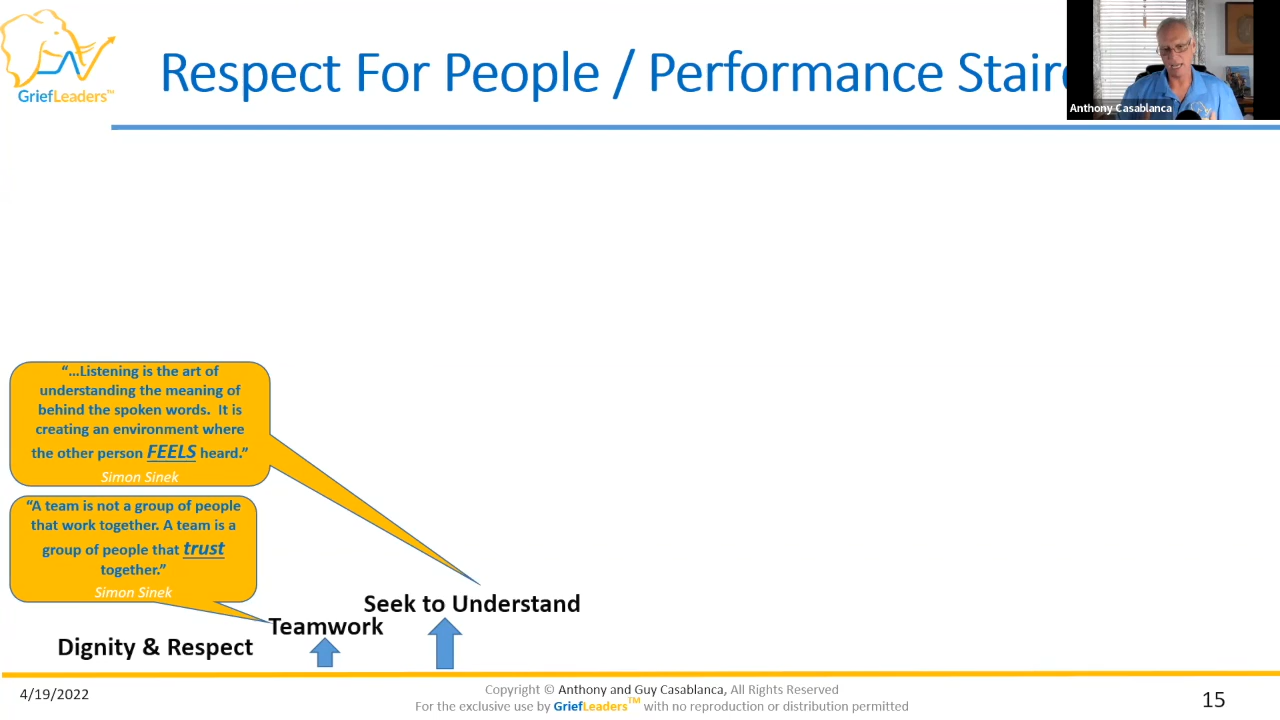 Respect For People / Performance
GriefLeaders™
Anthony Casablanca
“...Listening is the art of
understanding the meaning of
behind the spoken words. It is
creating an environment where
the other person FEELS heard.”
Simon Sinek
“A team is not a group of people
that work together. A team is a
group of people that trust
together.”
Simon Sinek
Seek to Understand
Teamwork
Dignity & Respect
4/19/2022
Copyright © Anthony and Guy Casablanca, All Rights Reserved
For the exclusive use by GriefLeaders™ with no reproduction or distribution permitted
15